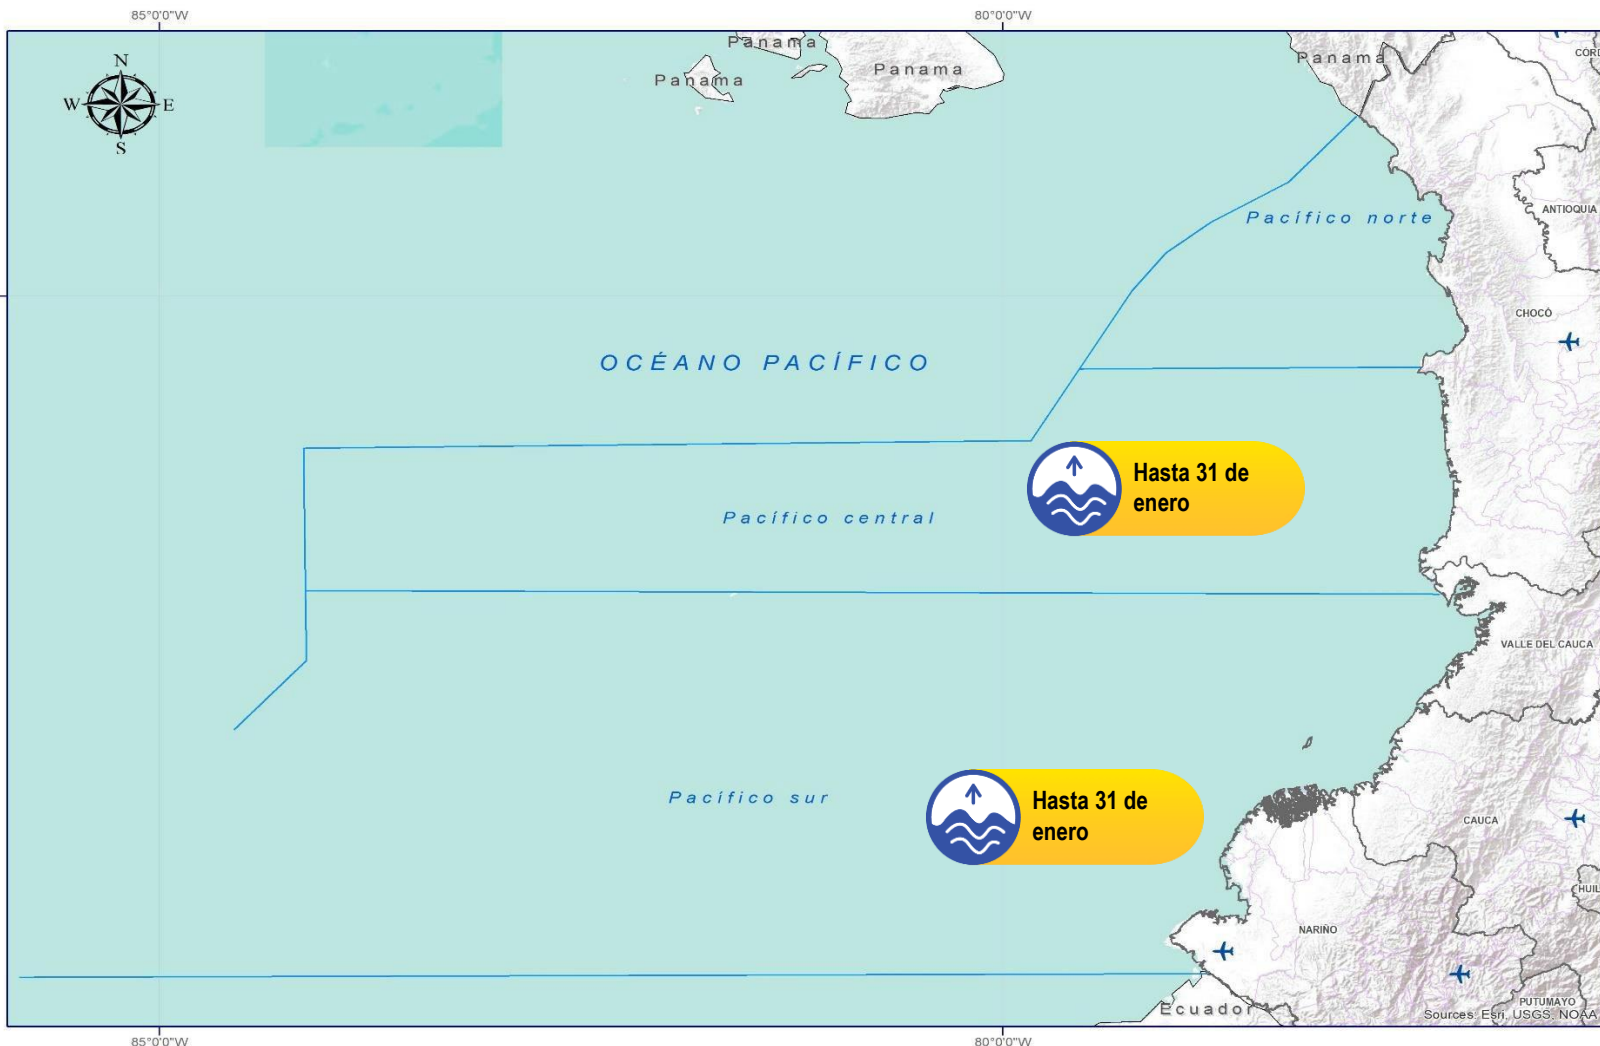 85°0'0"W
80°0'0"W
Panama
Panama
Panama
Panama
N
W
E
S
ANTIOQUIA
Pacífico norte
CHOCÓ
OCÉANO PACÍFICO
Hasta 31 de
enero
Pacífico central
VALLE DEL CAUCA
Pacífico sur
Hasta 31 de
enero
CAUCA
NARIÑO
PUTUMAYO
Ecuador
Sources: Esri, USGS, NOAA
85°0'0"W
80°0'0"W